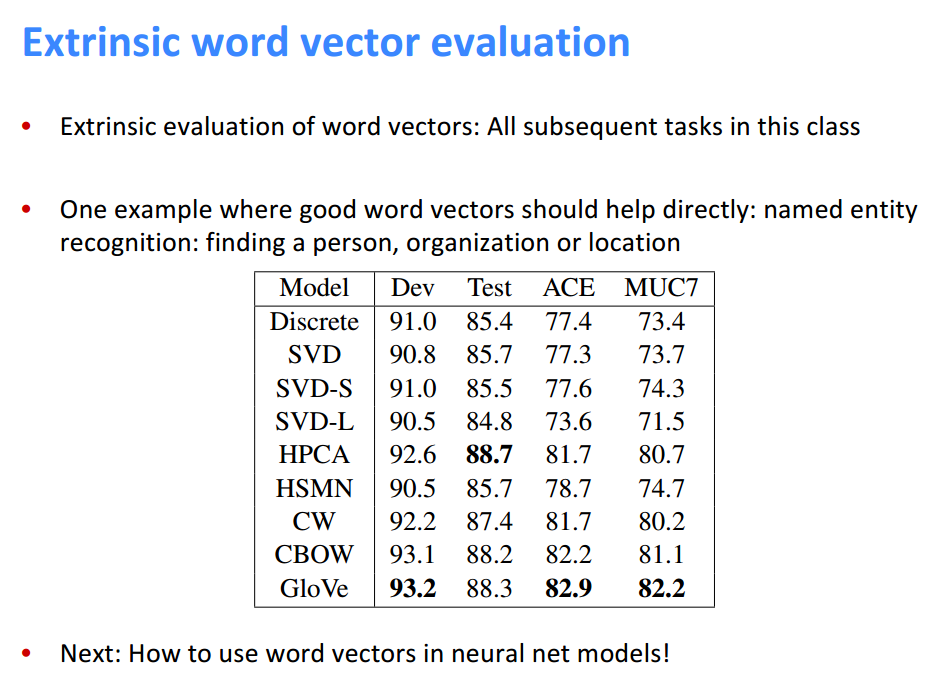 Extrinsic word vector evaluation
• Extrinsic evaluation of word vectors: All subsequent tasks in this class
• One example where good word vectors should help directly: named entity
recognition: finding a person, organization or location
Model Dev Test ACE MUC7
Discrete 91.0 85.4 77.4 73.4
SVD 90.8 85.7 77.3 73.7
SVD-S 91.0 85.5 77.6 74.3
SVD-L 90.5 84.8 73.6 71.5
HPCA 92.6 88.7 81.7 80.7
HSMN 90.5 85.7 78.7 74.7
CW 92.2 87.4 81.7 80.2
CBOW 93.1 88.2 82.2 81.1
GloVe 93.2 88.3 82.9 82.2
• Next: How to use word vectors in neural net models!